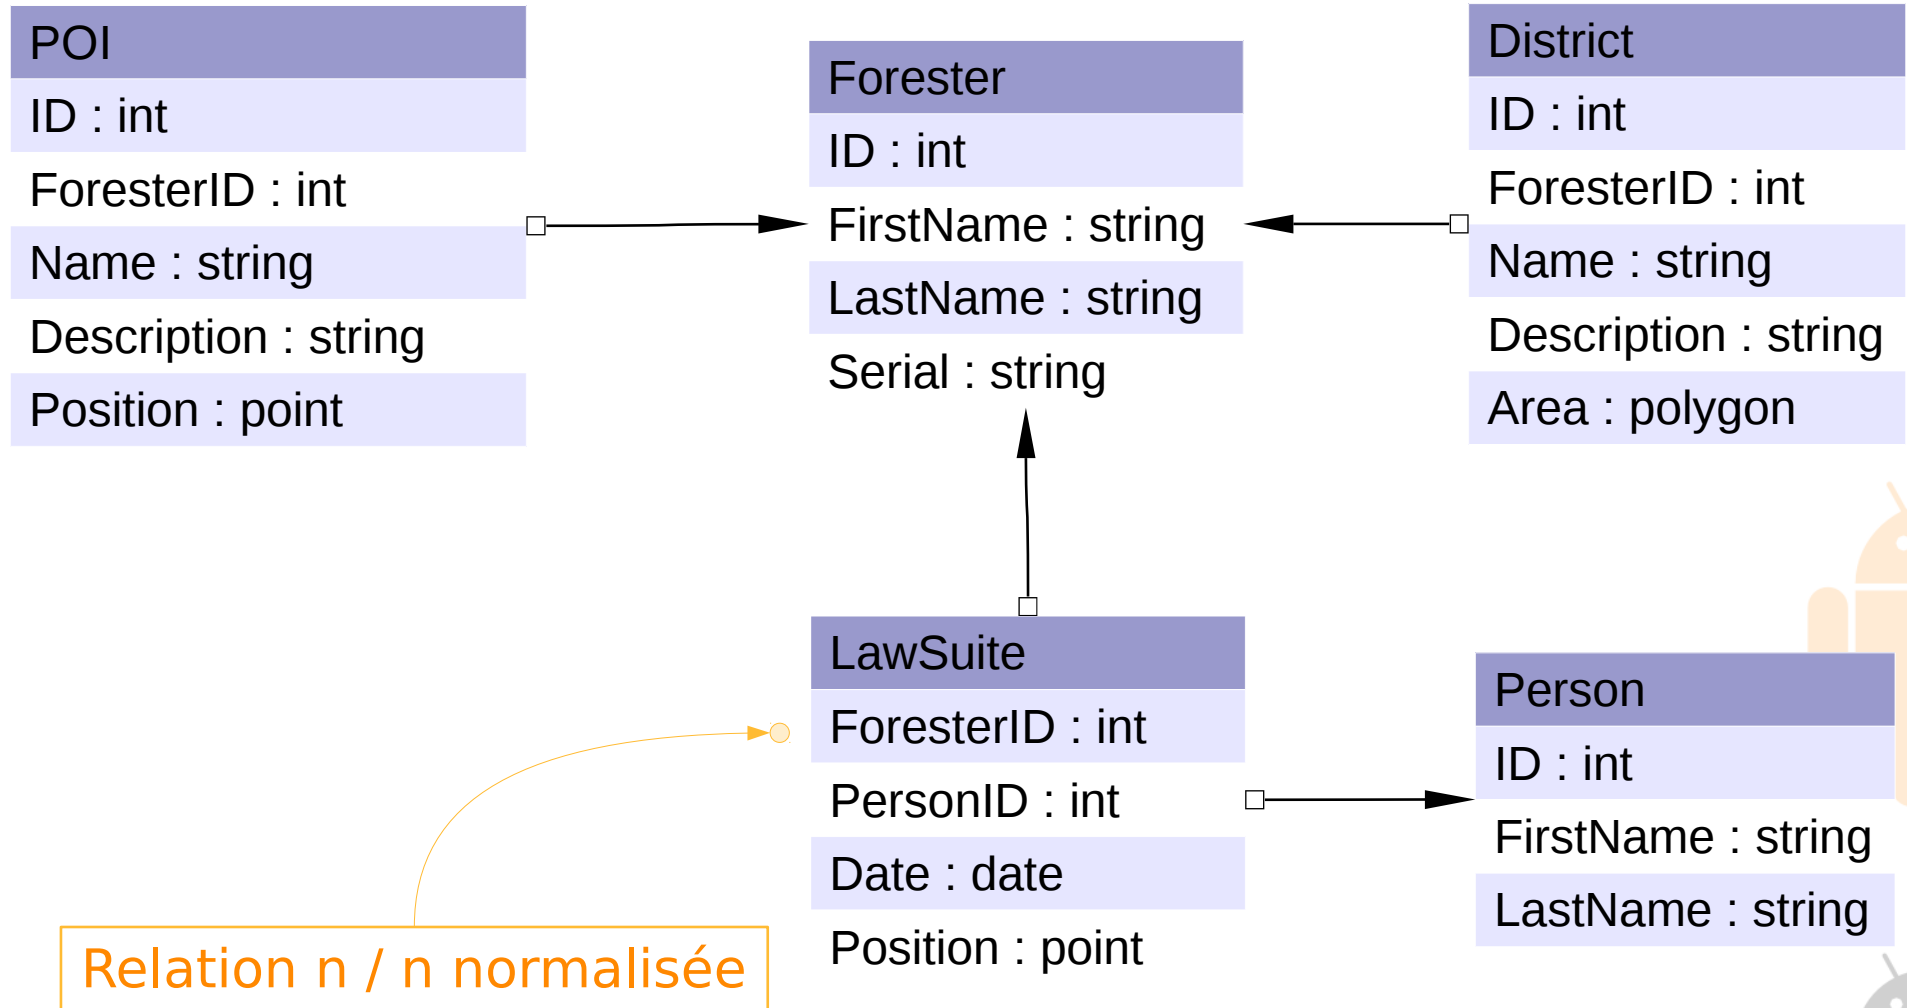 POI
ID : int
ForesterID : int
Name : string
Description : string
Position : point
Forester
ID : int
FirstName : string
LastName : string
Serial : string
District
ID : int
ForesterID : int
Name : string
Description : string
Area : polygon
LawSuite
ForesterID : int
PersonID : int
Date : date
Position : point
Person
ID : int
FirstName : string
LastName : string
Relation n / n normalisée